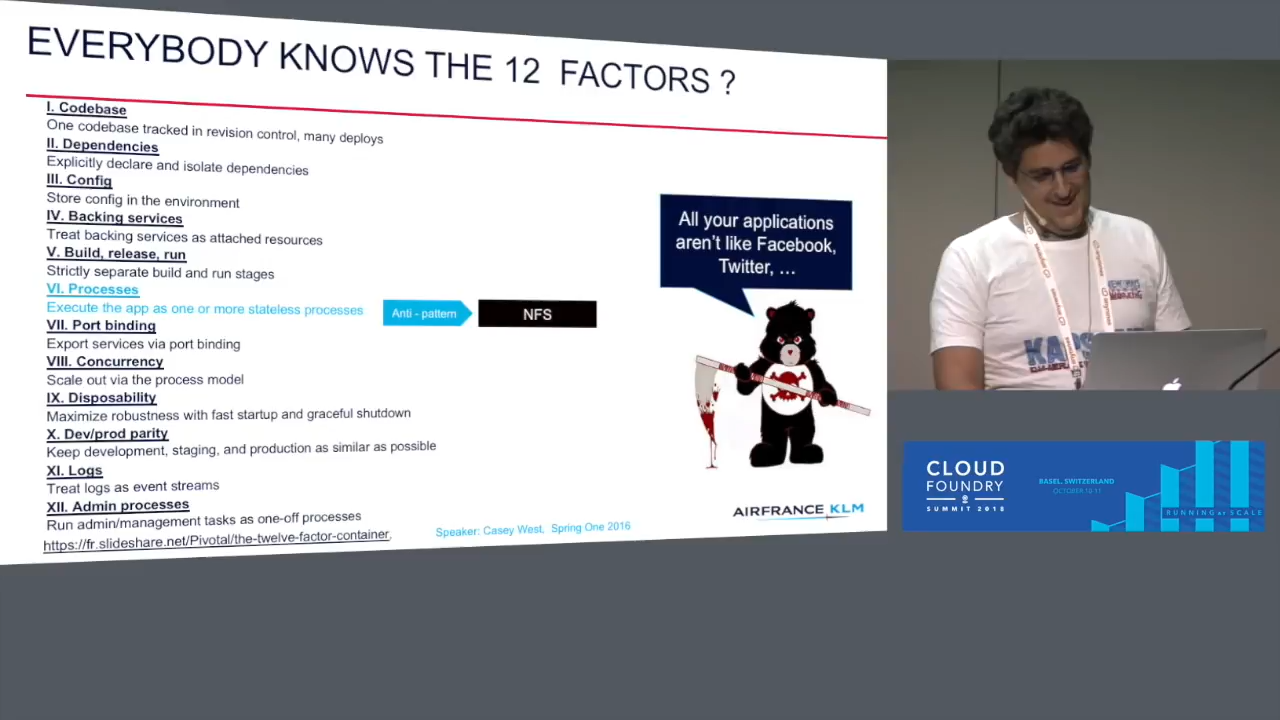 EVERYBODY KNOWS THE 12 FACTORS ?
I. Codebase
One codebase tracked in revision control, many deploys
II. Dependencies
Explicitly declare and isolate dependencies
III. Config
Store config in the environment
IV. Backing services
Treat backing services as attached resources
V. Build, release, run
Strictly separate build and run stages
VI. Processes
Execute the app as one or more stateless processes
Anti - pattern
NFS
VII. Port binding
Export services via port binding
VIII. Concurrency
Scale out via the process model
IX. Disposability
Maximize robustness with fast startup and graceful shutdown
X. Dev/prod parity
Keep development, staging, and production as similar as possible
XI. Logs
Treat logs as event streams
XII. Admin processes
Run admin/management tasks as one-off processes
https://fr.slideshare.net/Pivotal/the-twelve-factor-container.
Speaker: Casey West, Spring One 2016
All your applications
aren't like Facebook,
Twitter, ...
AIRFRANCE KLM
CLOUD
FOUNDRY
SUMMIT 2018
BASEL, SWITZERLAND
OCTOBER 10-11
RUNNING AT SCALE